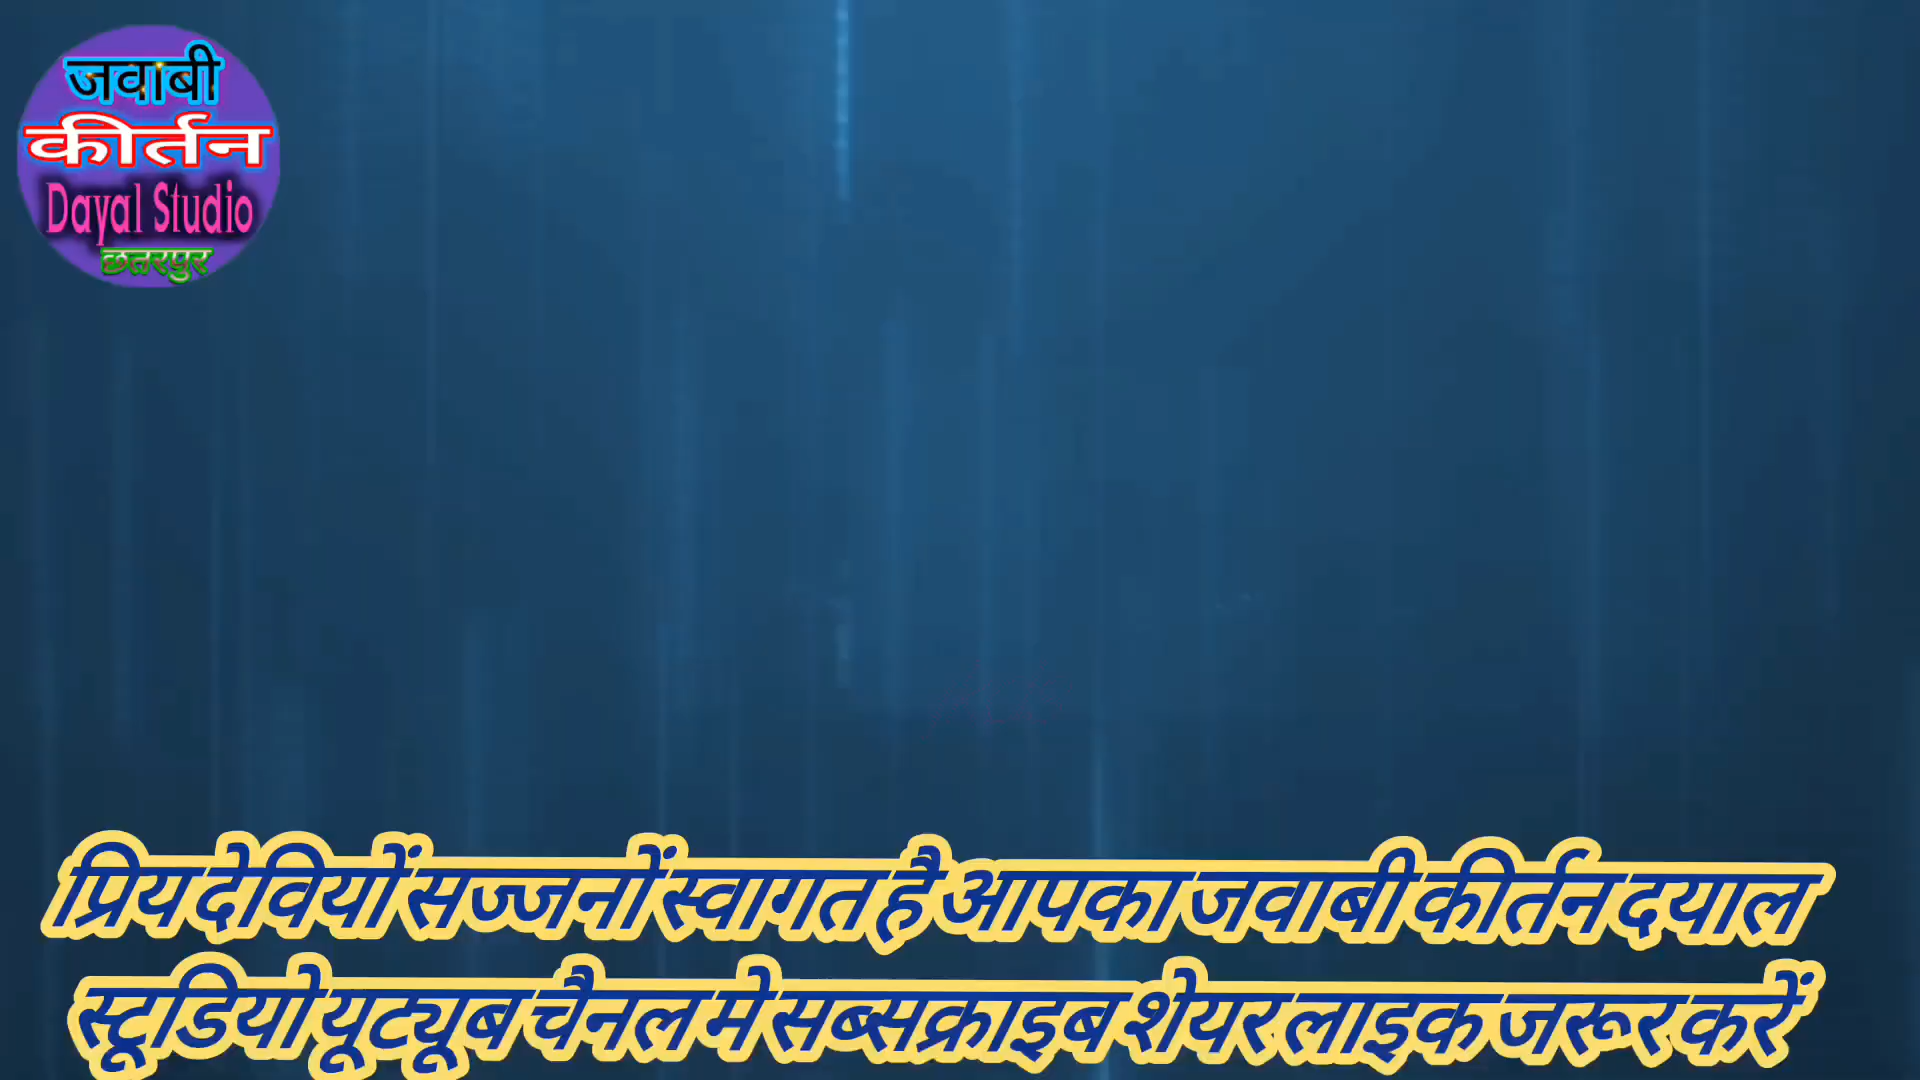 जवाबी
कीर्तन
Dayal Studio
छतरपुर
प्रिय देवियों सज्जनों स्वागत है आपका जवाबी कीर्तन दयाल
स्टूडियो यूट्यूब चैनल मे सब्सक्राइब शेयर लाइक जरूर करें